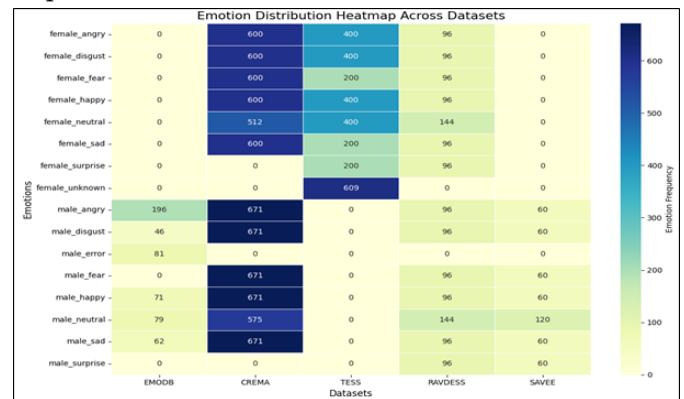 Emotion Distribution Heatmap Across Datasets
female_angry 0 600 400 96 0
female_disgust 0 600 400 96 0
female_fear 0 600 200 96 0
female_happy 0 600 400 96 0
female_neutral 0 512 400 144 0
female_sad 0 600 200 96 0
female_surprise 0 0 200 96 0
female_unknown 0 0 609 0 0
male_angry 196 671 0 96 60
male_disgust 46 671 0 96 60
male_error 81 0 0 0 0
male_fear 0 671 0 96 60
male_happy 71 671 0 96 60
male_neutral 79 575 0 144 120
male_sad 62 671 0 96 60
male_surprise 0 0 0 96 60
EMODB CREMA TESS RAVDESS SAVEE
Datasets
Emotions
600
500
400
300
200
100
0
Emotion Frequency